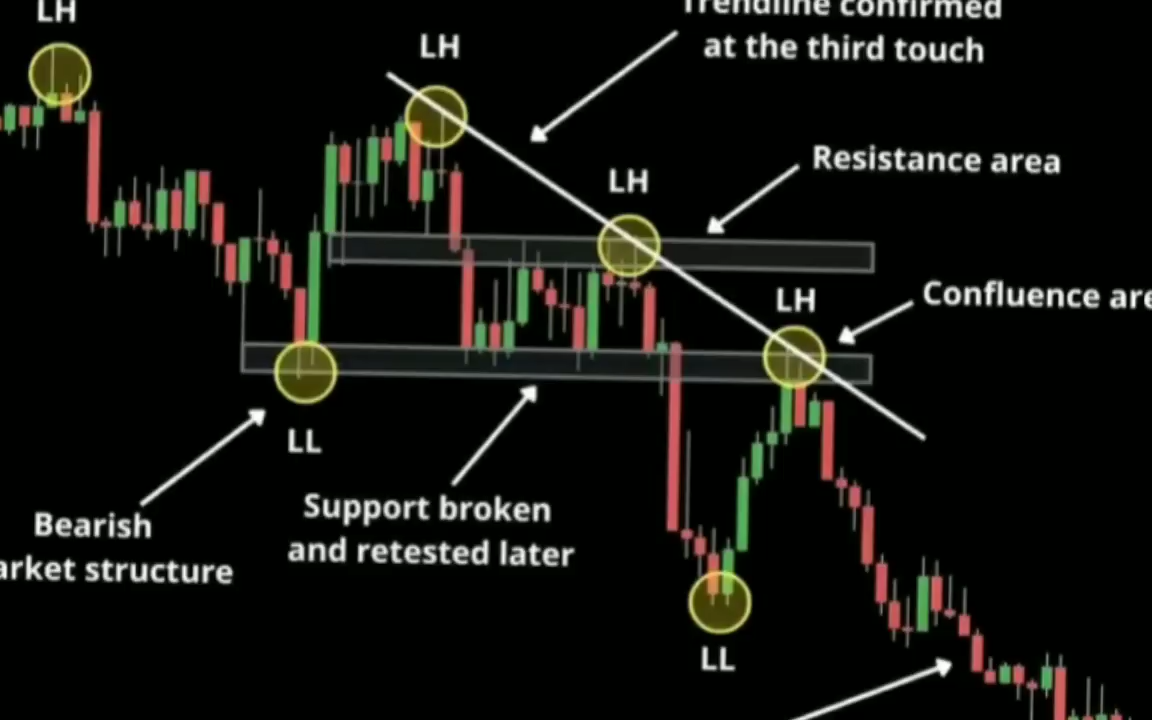 LH
Trendline confirmed
at the third touch
LH
Resistance area
LH
Confluence are
LH
LL
Support broken
and retested later
Bearish
arket structure
LL